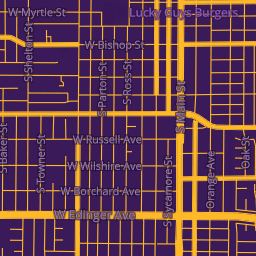 W Myrtle St
Lucky Guys Burgers
W Bishop St
S Shelton St
S Parton St
S Ross St
S Main St
S Baker St
S Towner St
W Russell Ave
W Wilshire Ave
W Borchard Ave
S Sycamore St
Orange Ave
Oak St
W Edinger Ave